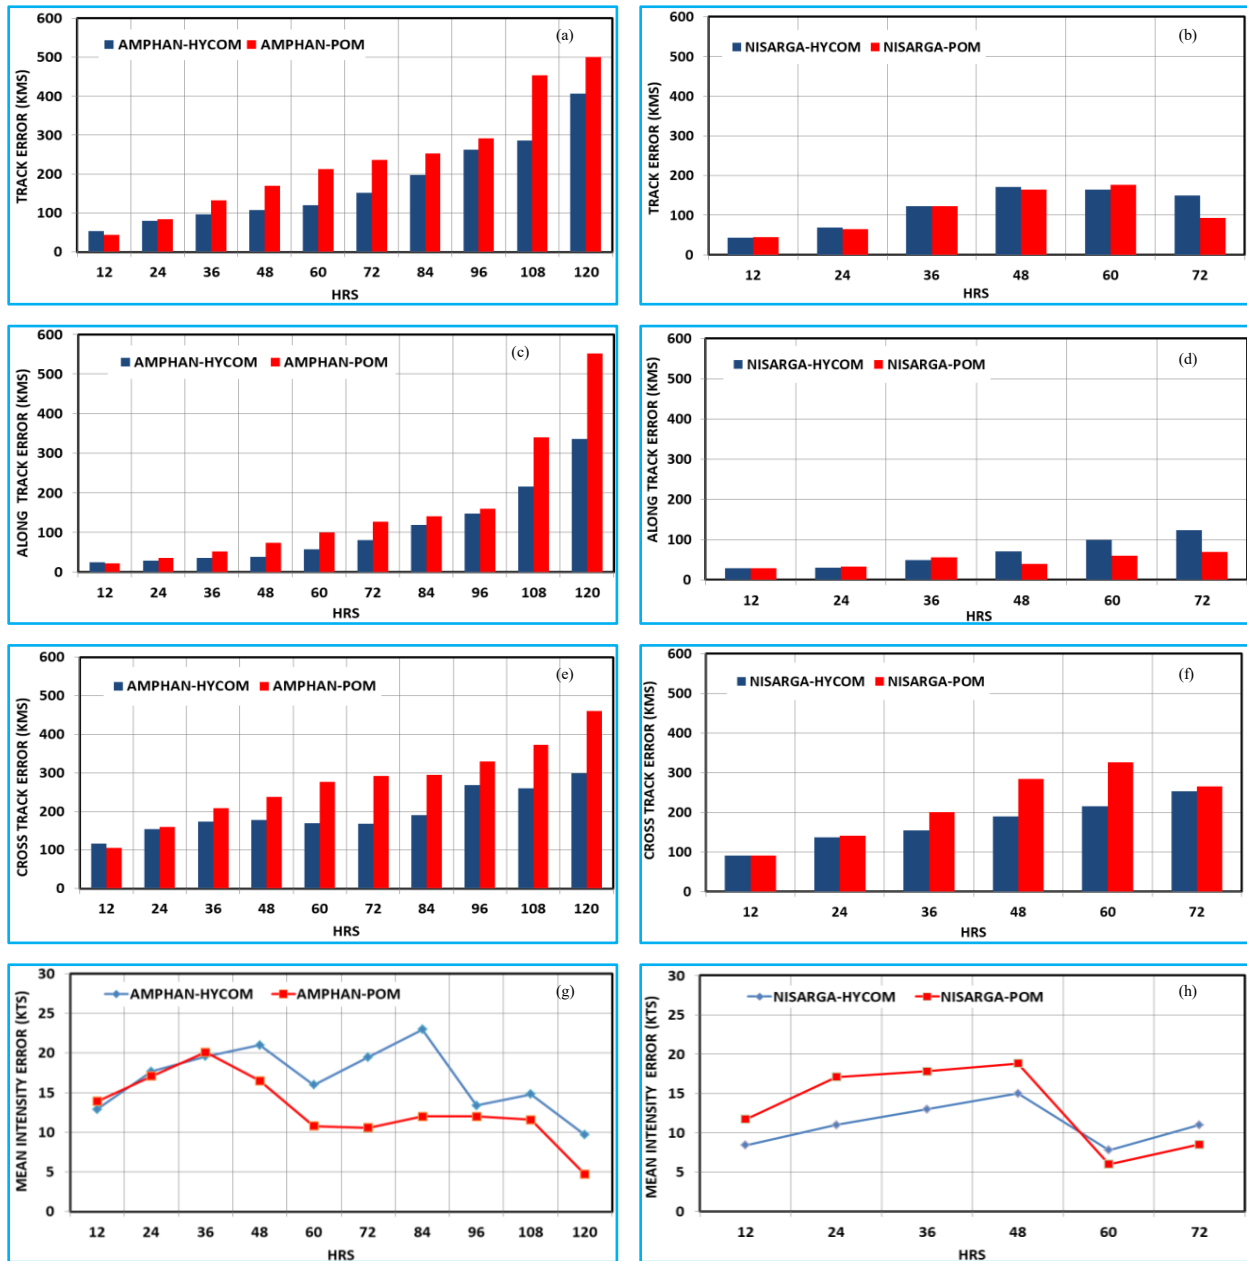 AMPHAN-HYCOM AMPHAN-POM (a)
TRACK ERROR (KMS)
600
500
400
300
200
100
0
12 24 36 48 60 72 84 96 108 120
HRS
NISARGA-HYCOM NISARGA-POM (b)
TRACK ERROR (KMS)
600
500
400
300
200
100
0
12 24 36 48 60 72
HRS
AMPHAN-HYCOM AMPHAN-POM (c)
ALONG TRACK ERROR (KMS)
600
500
400
300
200
100
0
12 24 36 48 60 72 84 96 108 120
HRS
NISARGA-HYCOM NISARGA-POM (d)
ALONG TRACK ERROR (KMS)
600
500
400
300
200
100
0
12 24 36 48 60 72
HRS
AMPHAN-HYCOM AMPHAN-POM (e)
CROSS TRACK ERROR (KMS)
600
500
400
300
200
100
0
12 24 36 48 60 72 84 96 108 120
HRS
NISARGA-HYCOM NISARGA-POM (f)
CROSS TRACK ERROR (KMS)
600
500
400
300
200
100
0
12 24 36 48 60 72
HRS
AMPHAN-HYCOM AMPHAN-POM (g)
MEAN INTENSITY ERROR (KTS)
30
25
20
15
10
5
0
12 24 36 48 60 72 84 96 108 120
HRS
NISARGA-HYCOM NISARGA-POM (h)
MEAN INTENSITY ERROR (KTS)
30
25
20
15
10
5
0
12 24 36 48 60 72
HRS